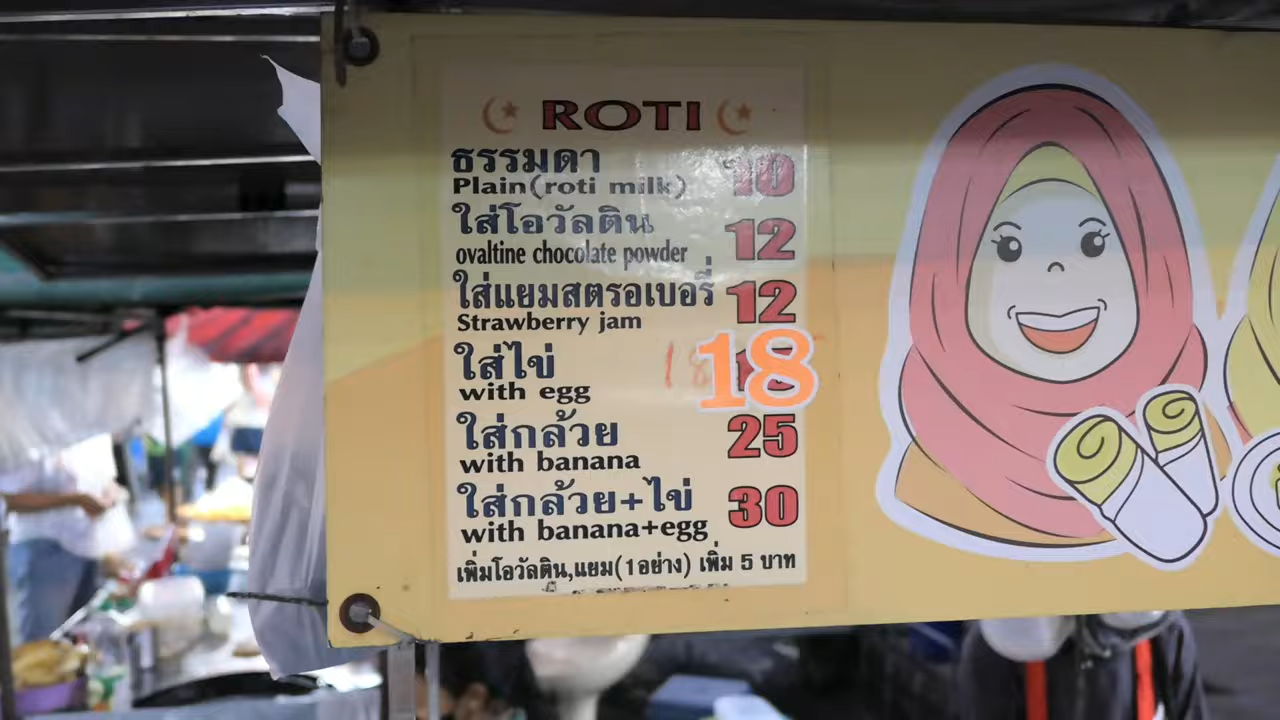 ROTI
ธรรมดา 10
Plain(roti milk)
ใส่โอวัลติน 12
ovaltine chocolate powder
ใส่แยมสตรอเบอรี่ 12
Strawberry jam
ใส่ไข่ 18
with egg
ใส่กล้วย 25
with banana
ใส่กล้วย+ไข่ 30
with banana+egg
เพิ่มโอวัลติน,แยม(1อย่าง) เพิ่ม 5 บาท